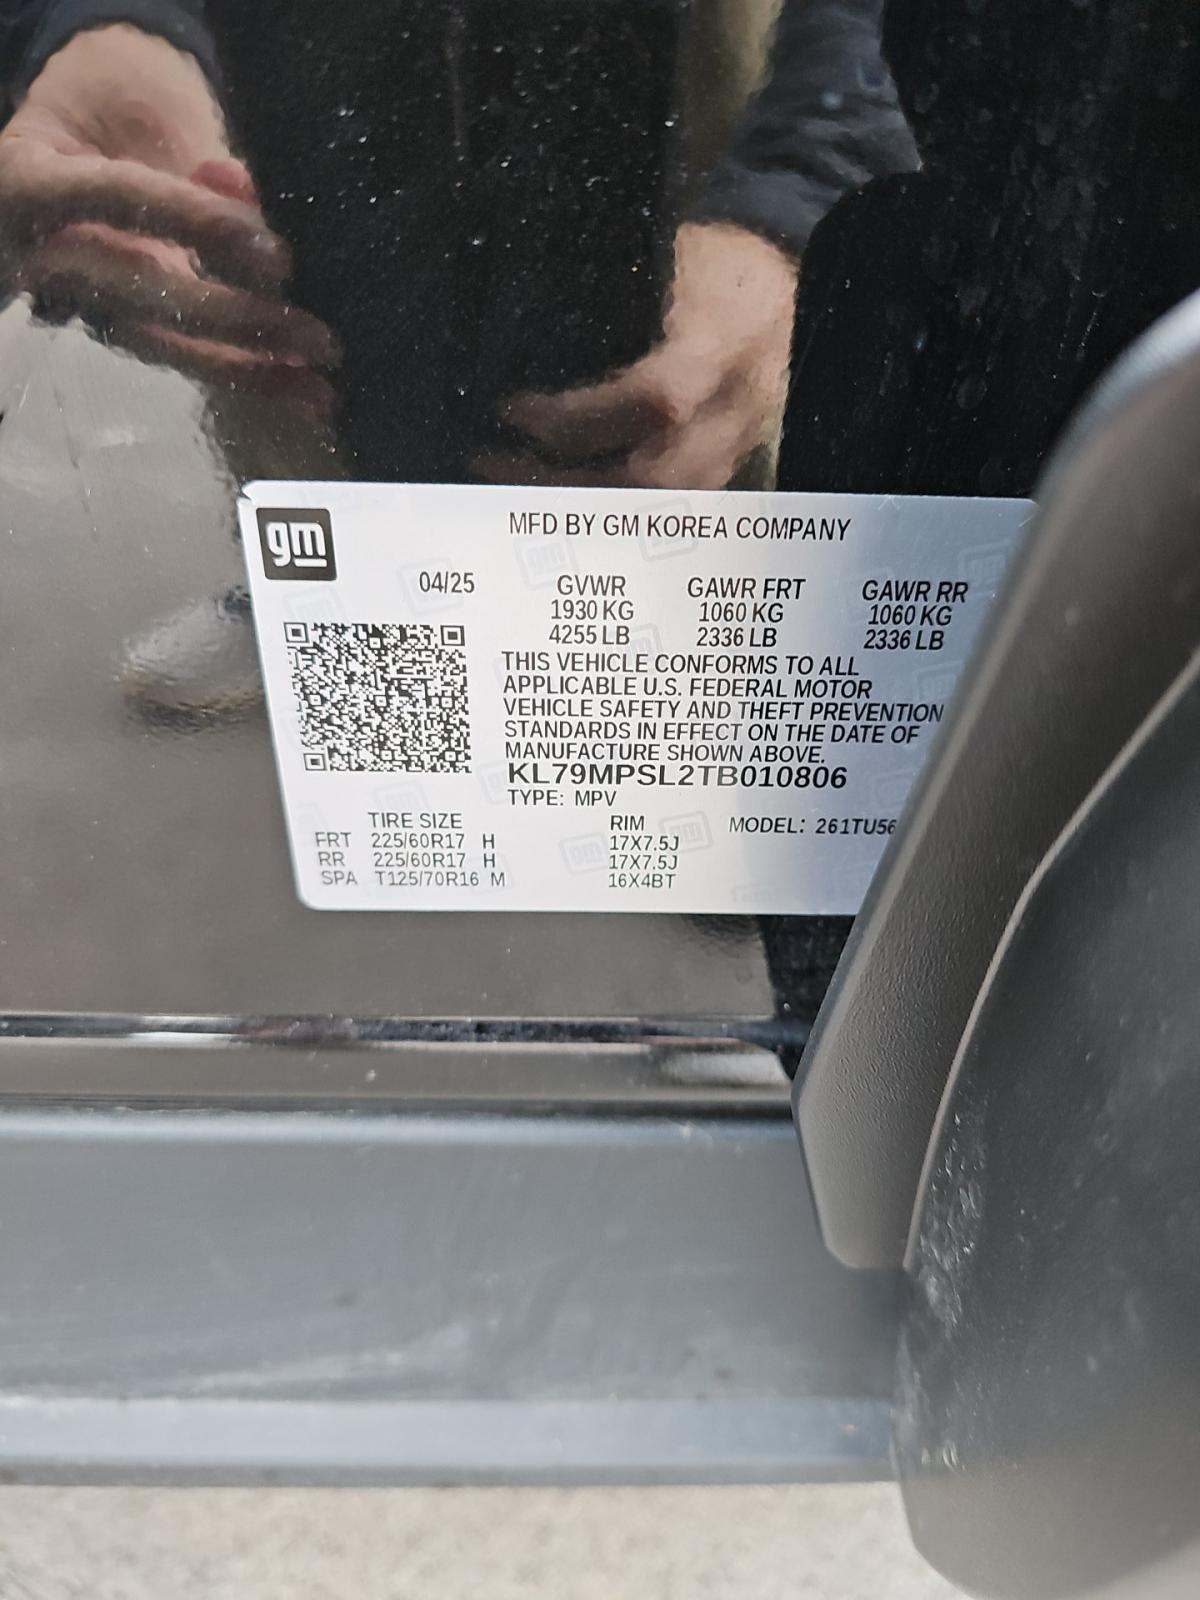 gm
MFD BY GM KOREA COMPANY
04/25 GVWR GAWR FRT GAWR RR
1930 KG 1060 KG 1060 KG
4255 LB 2336 LB 2336 LB
THIS VEHICLE CONFORMS TO ALL
APPLICABLE U.S. FEDERAL MOTOR
VEHICLE SAFETY AND THEFT PREVENTION
STANDARDS IN EFFECT ON THE DATE OF
MANUFACTURE SHOWN ABOVE.
KL79MPSL2TB010806
TYPE: MPV
TIRE SIZE RIM MODEL: 261TU56
FRT 225/60R17 H 17X7.5J
RR 225/60R17 H 17X7.5J
SPA T125/70R16 M 16X4BT